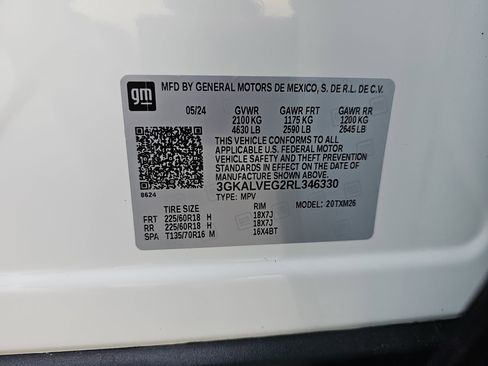 gm
MFD BY GENERAL MOTORS DE MEXICO, S. DE R.L. DE C.V.
05/24 GVWR GAWR FRT GAWR RR
2100 KG 1175 KG 1200 KG
4630 LB 2590 LB 2645 LB
THIS VEHICLE CONFORMS TO ALL
APPLICABLE U.S. FEDERAL MOTOR
VEHICLE SAFETY AND THEFT PREVENTION
STANDARDS IN EFFECT ON THE DATE OF
MANUFACTURE SHOWN ABOVE.
3GKALVEG2RL346330
8624 TYPE: MPV MODEL: 20TXM26
TIRE SIZE RIM
FRT 225/60R18 H 18X7J
RR 225/60R18 H 18X7J
SPA T135/70R16 M 16X4BT